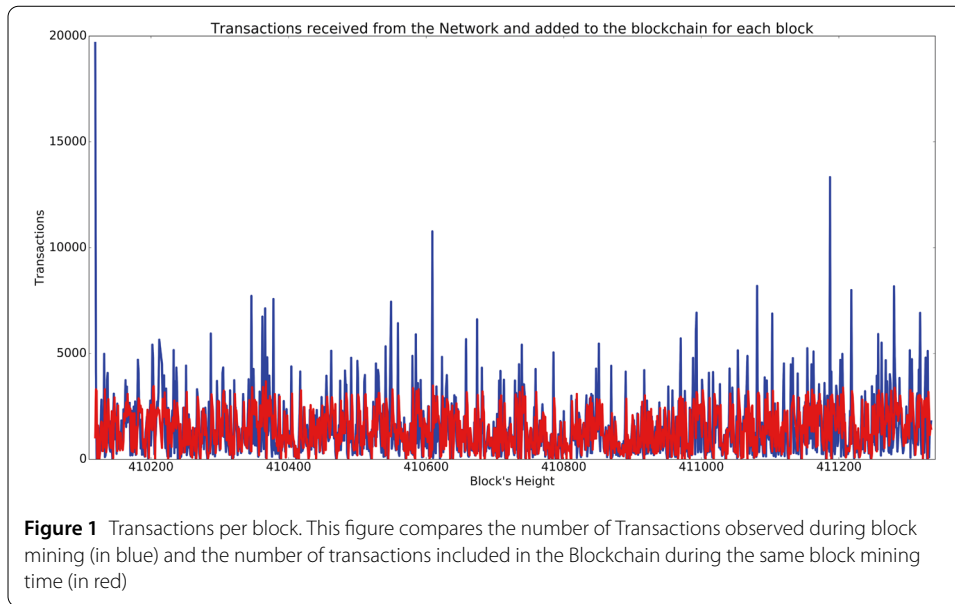 Transactions received from the Network and added to the blockchain for each block
20000
15000
10000
5000
0
Transactions
410200 410400 410600 410800 411000 411200
Block's Height
Figure 1 Transactions per block. This figure compares the number of Transactions observed during block
mining (in blue) and the number of transactions included in the Blockchain during the same block mining
time (in red)